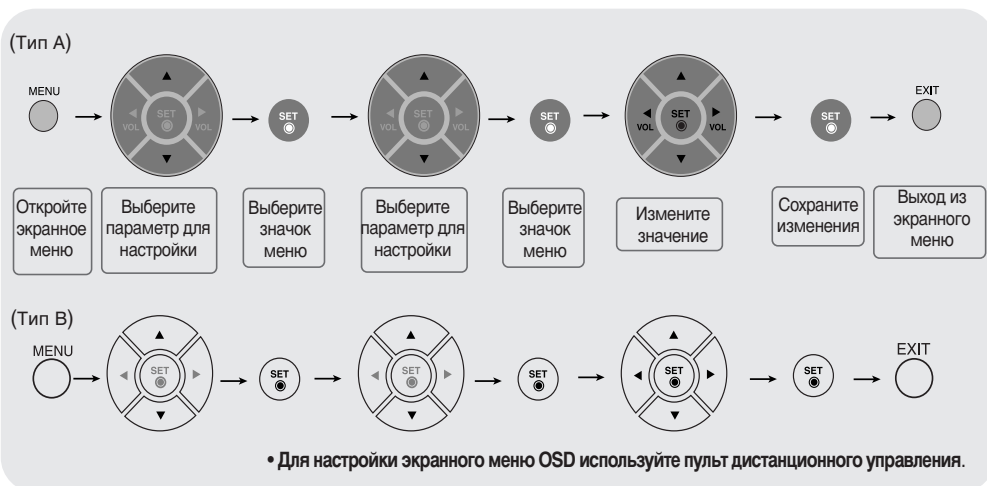 (Тип A)
MENU
VOL SET VOL
SET
VOL SET VOL
SET
VOL SET VOL
SET
EXIT
Откройте
экранное
меню
Выберите
параметр для
настройки
Выберите
значок
меню
Выберите
параметр для
настройки
Выберите
значок
меню
Измените
значение
Сохраните
изменения
Выход из
экранного
меню
(Тип B)
MENU
SET
SET
SET
SET
SET
SET
EXIT
• Для настройки экранного меню OSD используйте пульт дистанционного управления.